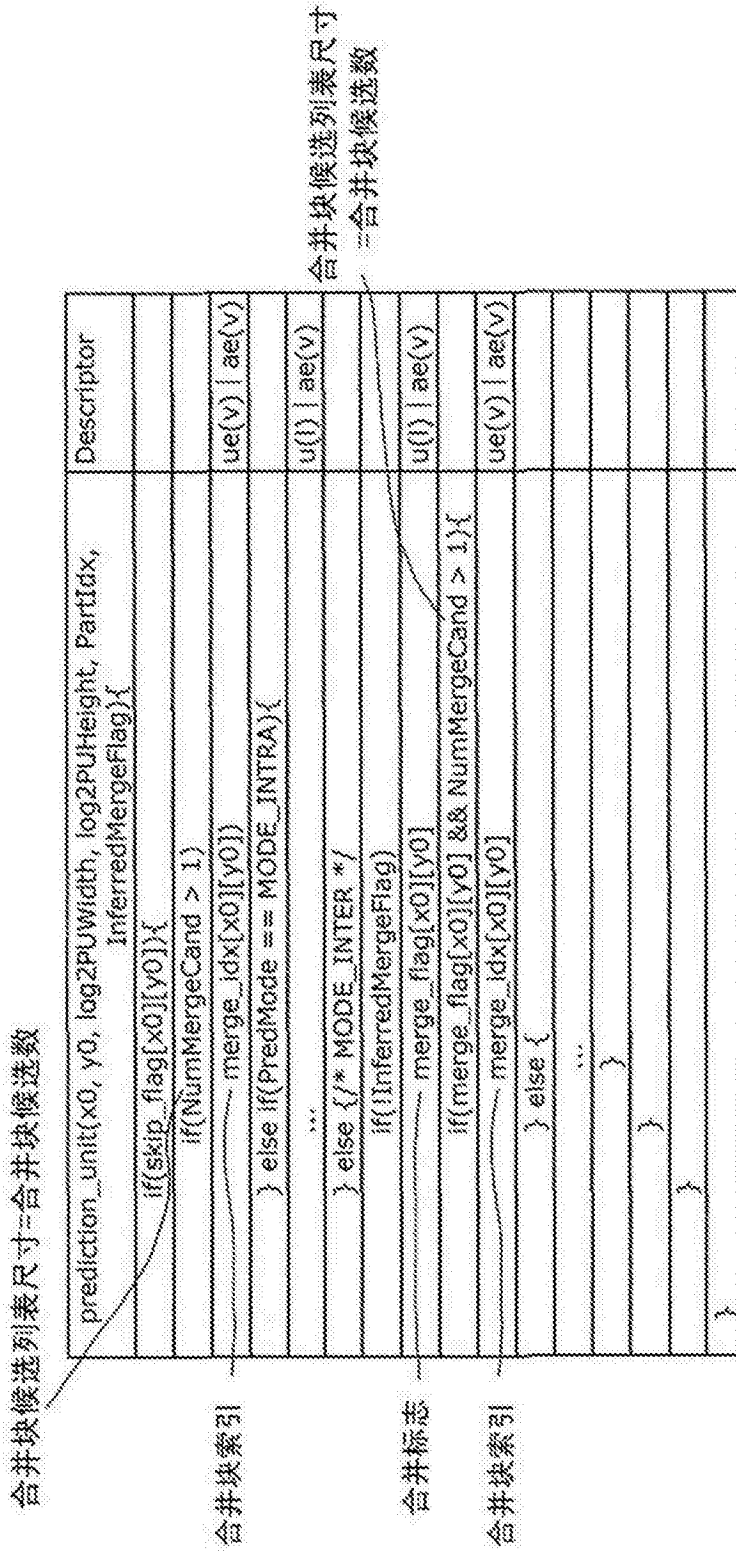 合并块候选列表尺寸=合并块候选数
prediction_unit(x0, y0, log2PUWidth, log2PUHeight, PartIdx,
InferredMergeFlag){
Descriptor
if(skip_flag[x0][y0]){
if(NumMergeCand > 1)
合并块索引
merge_idx[x0][y0])
ue(v) | ae(v)
} else if(PredMode == MODE_INTRA){
...
u(l) | ae(v)
} else {/* MODE_INTER */
if(!InferredMergeFlag)
合并标志
merge_flag[x0][y0]
u(l) | ae(v)
合并块候选列表尺寸
=合并块候选数
if(merge_flag[x0][y0] && NumMergeCand > 1){
合并块索引
merge_idx[x0][y0]
ue(v) | ae(v)
} else {
...
}
}
}
}